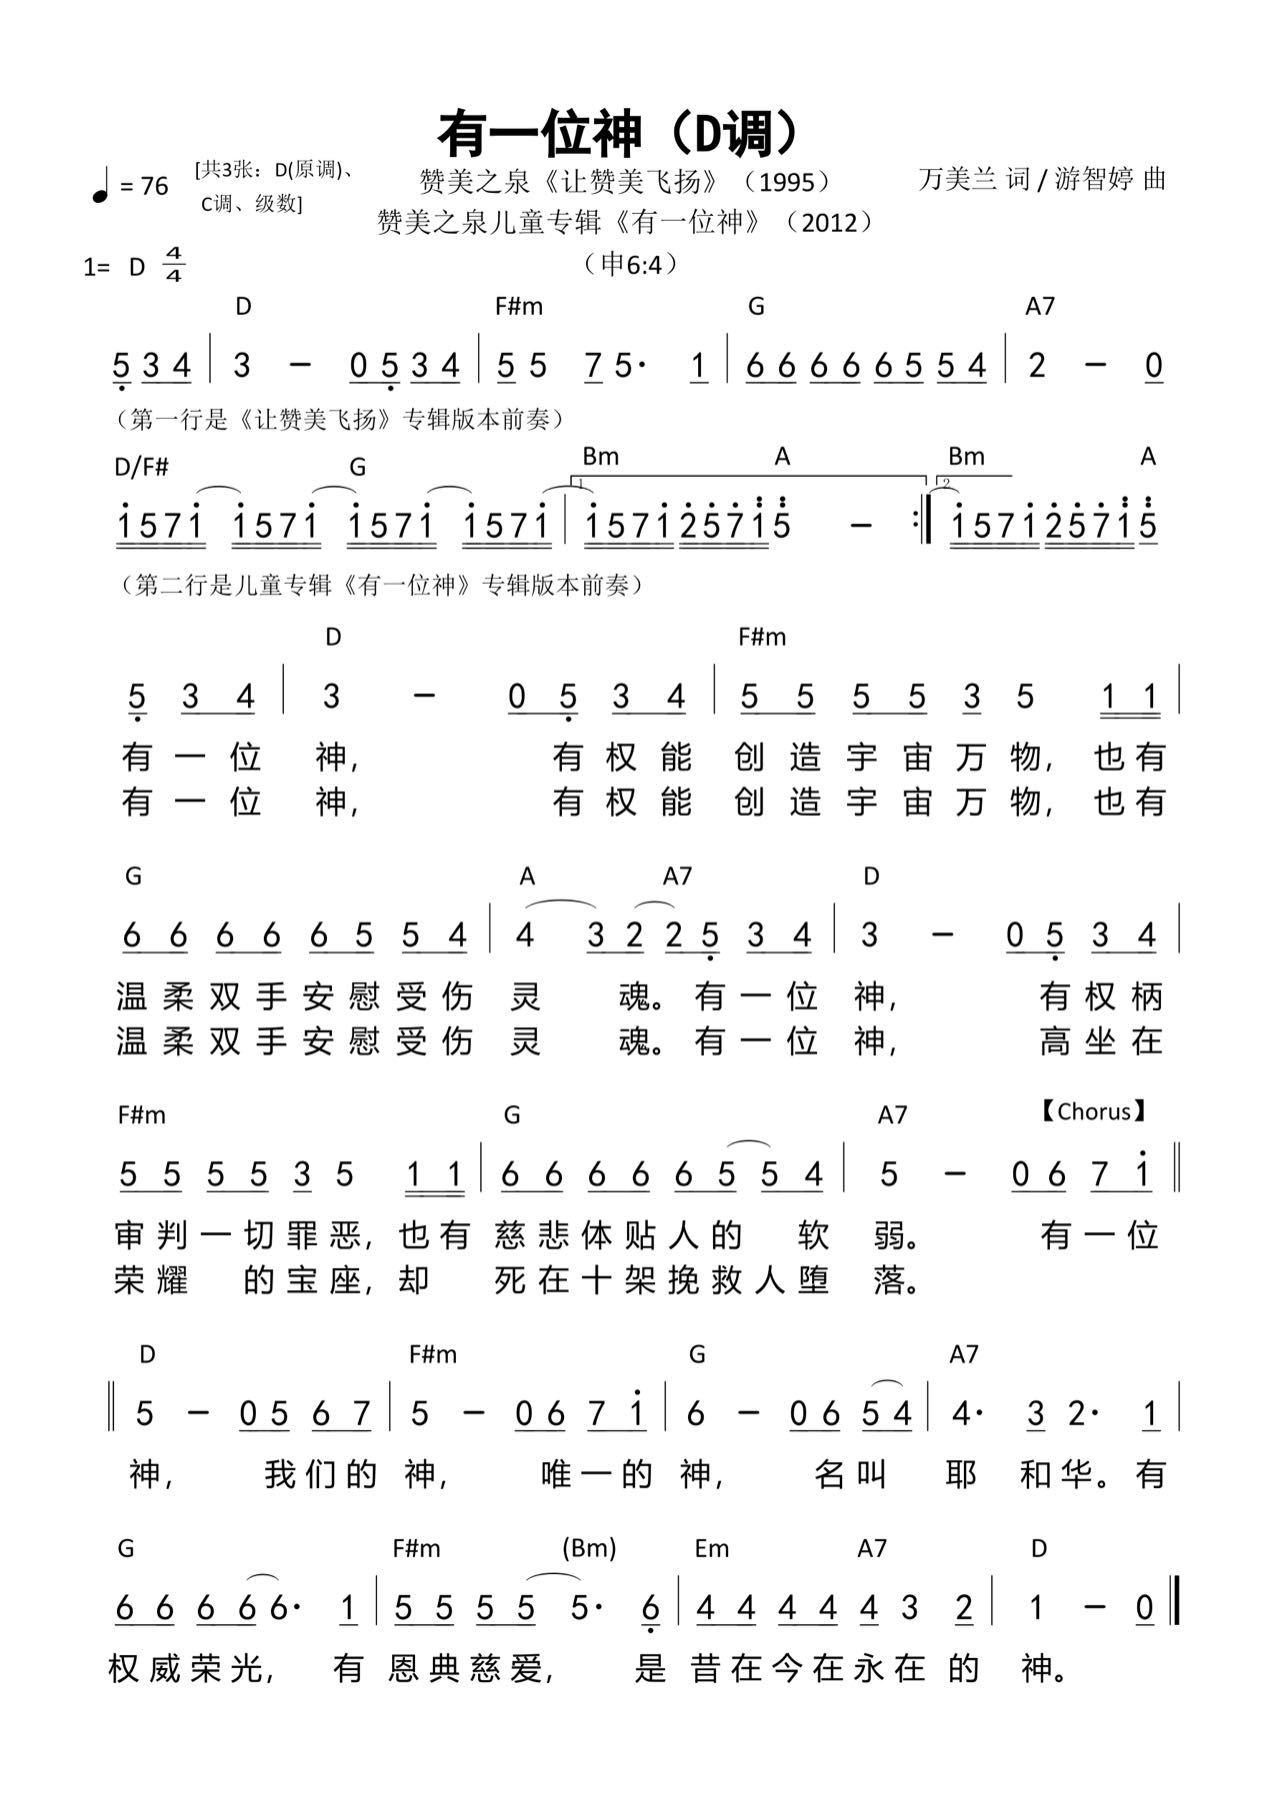 有一位神（D调）
♩= 76 [共3张：D(原调)、 赞美之泉《让赞美飞扬》（1995） 万美兰 词 / 游智婷 曲
C调、级数]
赞美之泉儿童专辑《有一位神》（2012）
1= D 4/4 （申6:4）
D F#m G A7
5 3 4 | 3 － 0 5 3 4 | 5 5 7 5· 1 | 6 6 6 6 6 5 5 4 | 2 － 0
（第一行是《让赞美飞扬》专辑版本前奏）
D/F# G Bm A Bm A
1 5 7 1 1 5 7 1 1 5 7 1 1 5 7 1 | 1. 1 5 7 1 2 5 7 1 5 － :| 2. 1 5 7 1 2 5 7 1 5
（第二行是儿童专辑《有一位神》专辑版本前奏）
D F#m
5 3 4 | 3 － 0 5 3 4 | 5 5 5 5 3 5 1 1 |
有 一 位 神， 有 权 能 创 造 宇 宙 万 物， 也 有
有 一 位 神， 有 权 能 创 造 宇 宙 万 物， 也 有
G A A7 D
6 6 6 6 6 5 5 4 | 4 3 2 2 5 3 4 | 3 － 0 5 3 4 |
温 柔 双 手 安 慰 受 伤 灵 魂。 有 一 位 神， 有 权 柄
温 柔 双 手 安 慰 受 伤 灵 魂。 有 一 位 神， 高 坐 在
F#m G A7 【Chorus】
5 5 5 5 3 5 1 1 | 6 6 6 6 6 5 5 4 | 5 － 0 6 7 1 ‖
审 判 一 切 罪 恶， 也 有 慈 悲 体 贴 人 的 软 弱。 有 一 位
荣 耀 的 宝 座， 却 死 在 十 架 挽 救 人 堕 落。
D F#m G A7
‖ 5 － 0 5 6 7 | 5 － 0 6 7 1 | 6 － 0 6 5 4 | 4· 3 2· 1 |
神， 我 们 的 神， 唯 一 的 神， 名 叫 耶 和 华。 有
G F#m (Bm) Em A7 D
6 6 6 6 6· 1 | 5 5 5 5 5· 6 | 4 4 4 4 4 3 2 | 1 － 0 ‖
权 威 荣 光， 有 恩 典 慈 爱， 是 昔 在 今 在 永 在 的 神。